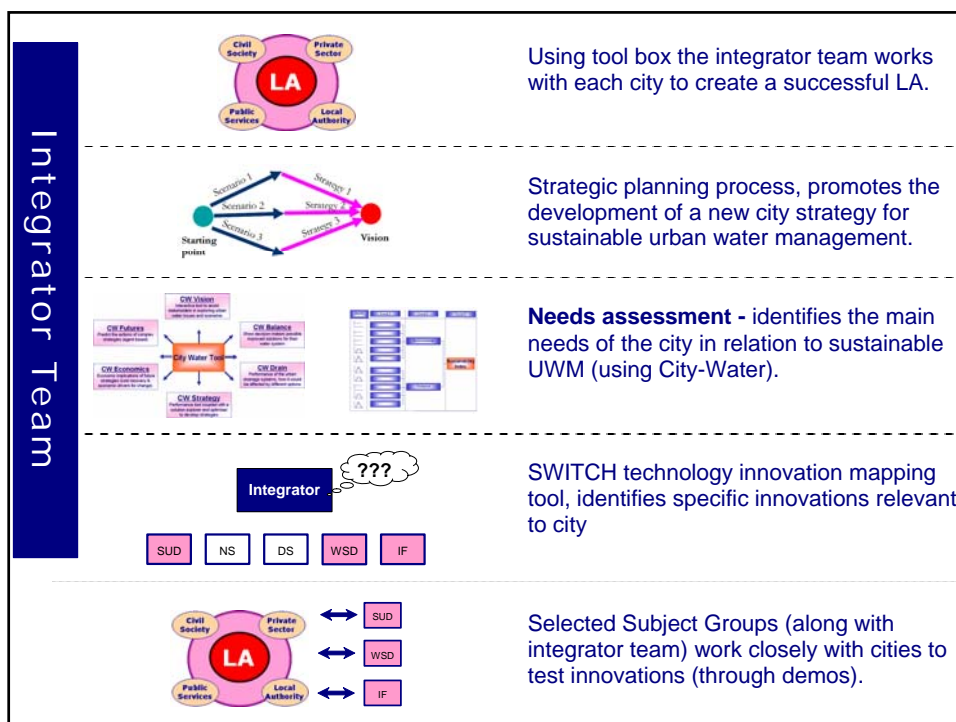 Integrator Team
Civil
Society
Private
Sector
LA
Public
Services
Local
Authority
Using tool box the integrator team works
with each city to create a successful LA.
Scenario 1
Scenario 2
Scenario 3
Strategy 1
Strategy 2
Strategy 3
Starting
point
Vision
Strategic planning process, promotes the
development of a new city strategy for
sustainable urban water management.
CW Vision
CW Futures
CW Balance
City Water Tool
CW Economics
CW Drain
CW Strategy
Needs assessment - identifies the main
needs of the city in relation to sustainable
UWM (using City-Water).
???
Integrator
SUD
NS
DS
WSD
IF
SWITCH technology innovation mapping
tool, identifies specific innovations relevant
to city
Civil
Society
Private
Sector
LA
Public
Services
Local
Authority
SUD
WSD
IF
Selected Subject Groups (along with
integrator team) work closely with cities to
test innovations (through demos).